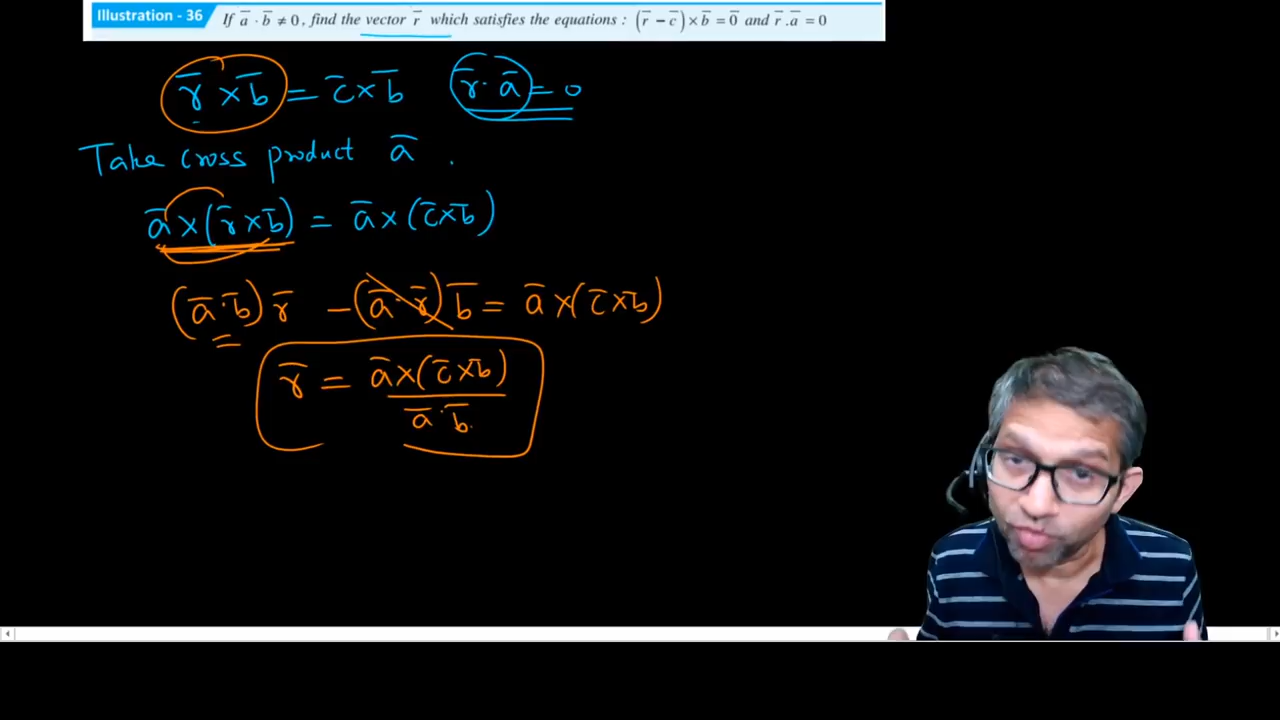 Illustration - 36 If a̅ . b̅ ≠ 0, find the vector r̅ which satisfies the equations : (r̅ − c̅) × b̅ = 0̅ and r̅ . a̅ = 0
r̅ × b̅ = c̅ × b̅ r̅ · a̅ = 0
Take cross product a̅ .
a̅ × (r̅ × b̅) = a̅ × (c̅ × b̅)
(a̅ · b̅) r̅ − (a̅ · r̅) b̅ = a̅ × (c̅ × b̅)
r̅ = a̅ × (c̅ × b̅)
a̅ · b̅